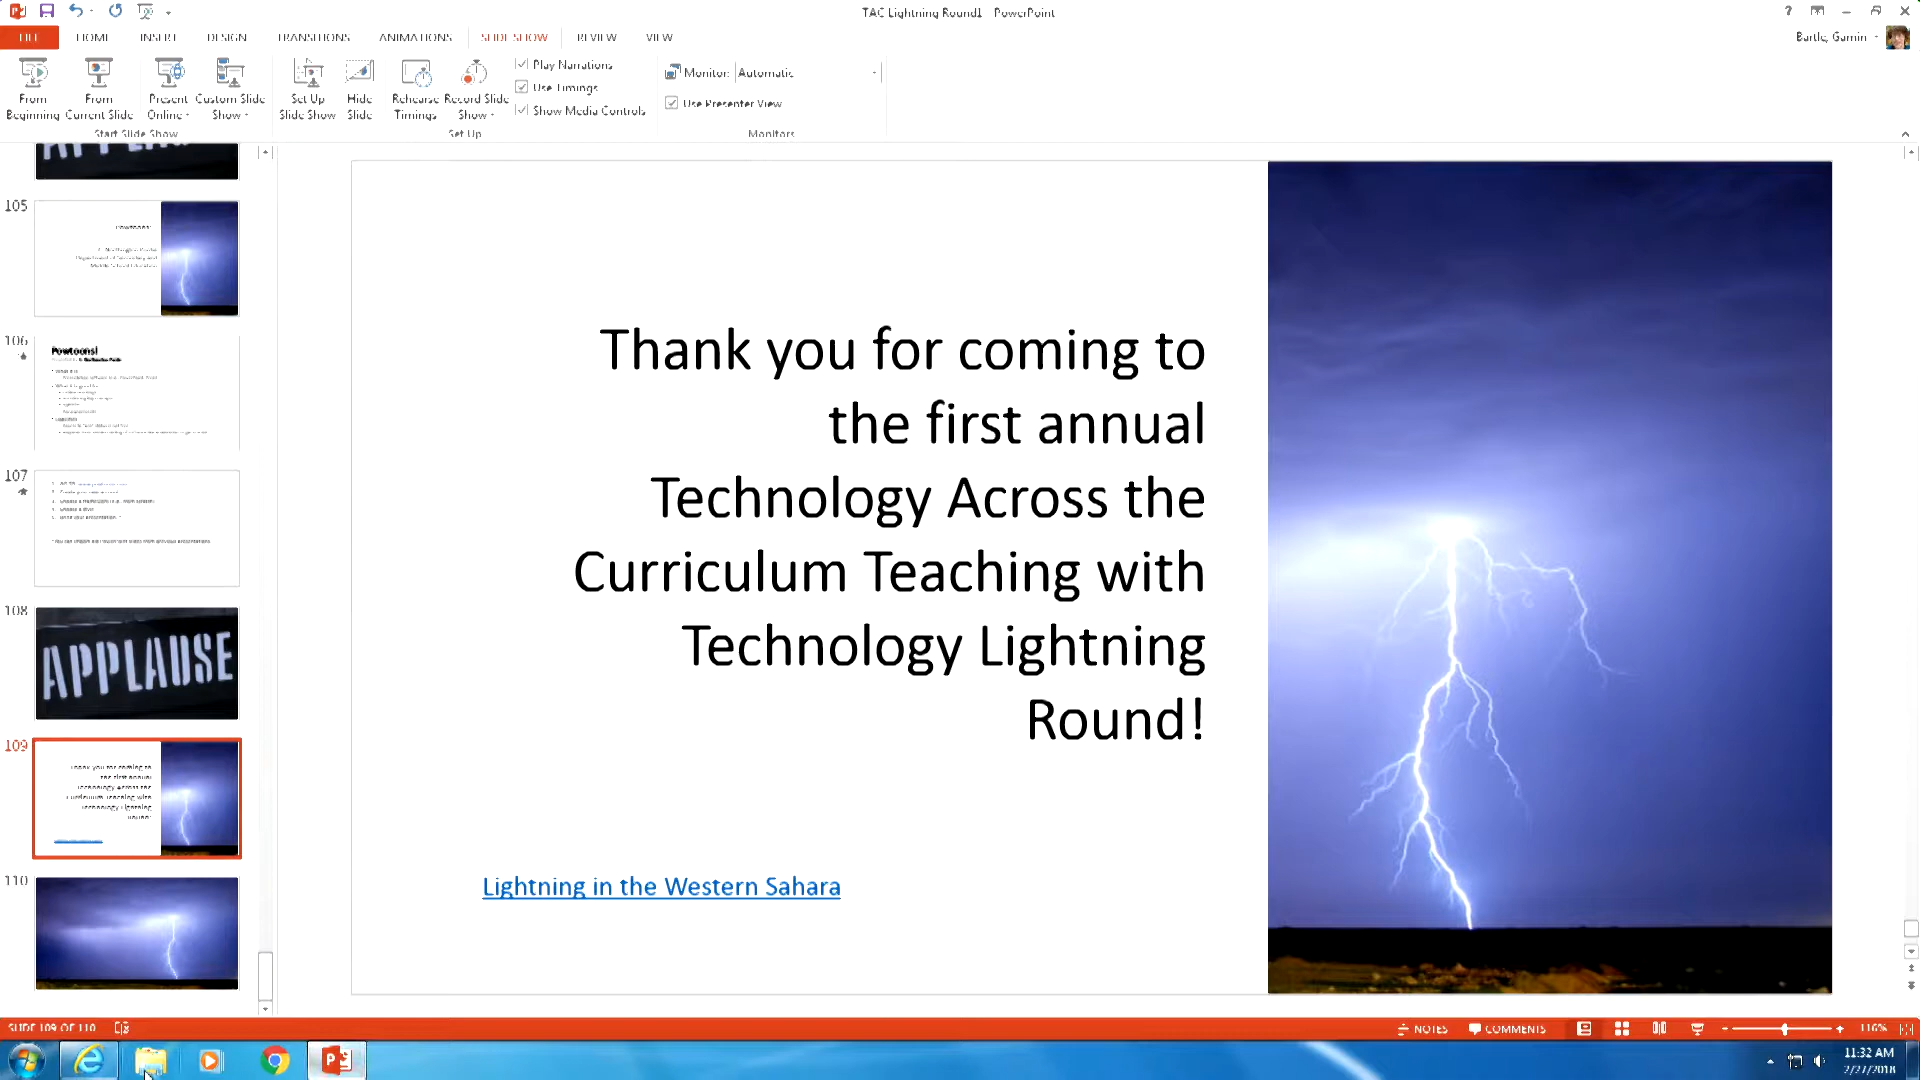 TAC Lightning Round1 - PowerPoint
FILE HOME INSERT DESIGN TRANSITIONS ANIMATIONS SLIDE SHOW REVIEW VIEW
Bartle, Gamin
From Beginning
From Current Slide
Present Online
Custom Slide Show
Set Up Slide Show
Hide Slide
Rehearse Timings
Record Slide Show
Play Narrations
Use Timings
Show Media Controls
Monitor: Automatic
Use Presenter View
Start Slide Show
Set Up
Monitors
105
106
Powtoons!
107
108
APPLAUSE
109
110
Thank you for coming to
the first annual
Technology Across the
Curriculum Teaching with
Technology Lightning
Round!
Lightning in the Western Sahara
SLIDE 109 OF 110
NOTES
COMMENTS
116%
11:32 AM
2/27/2018